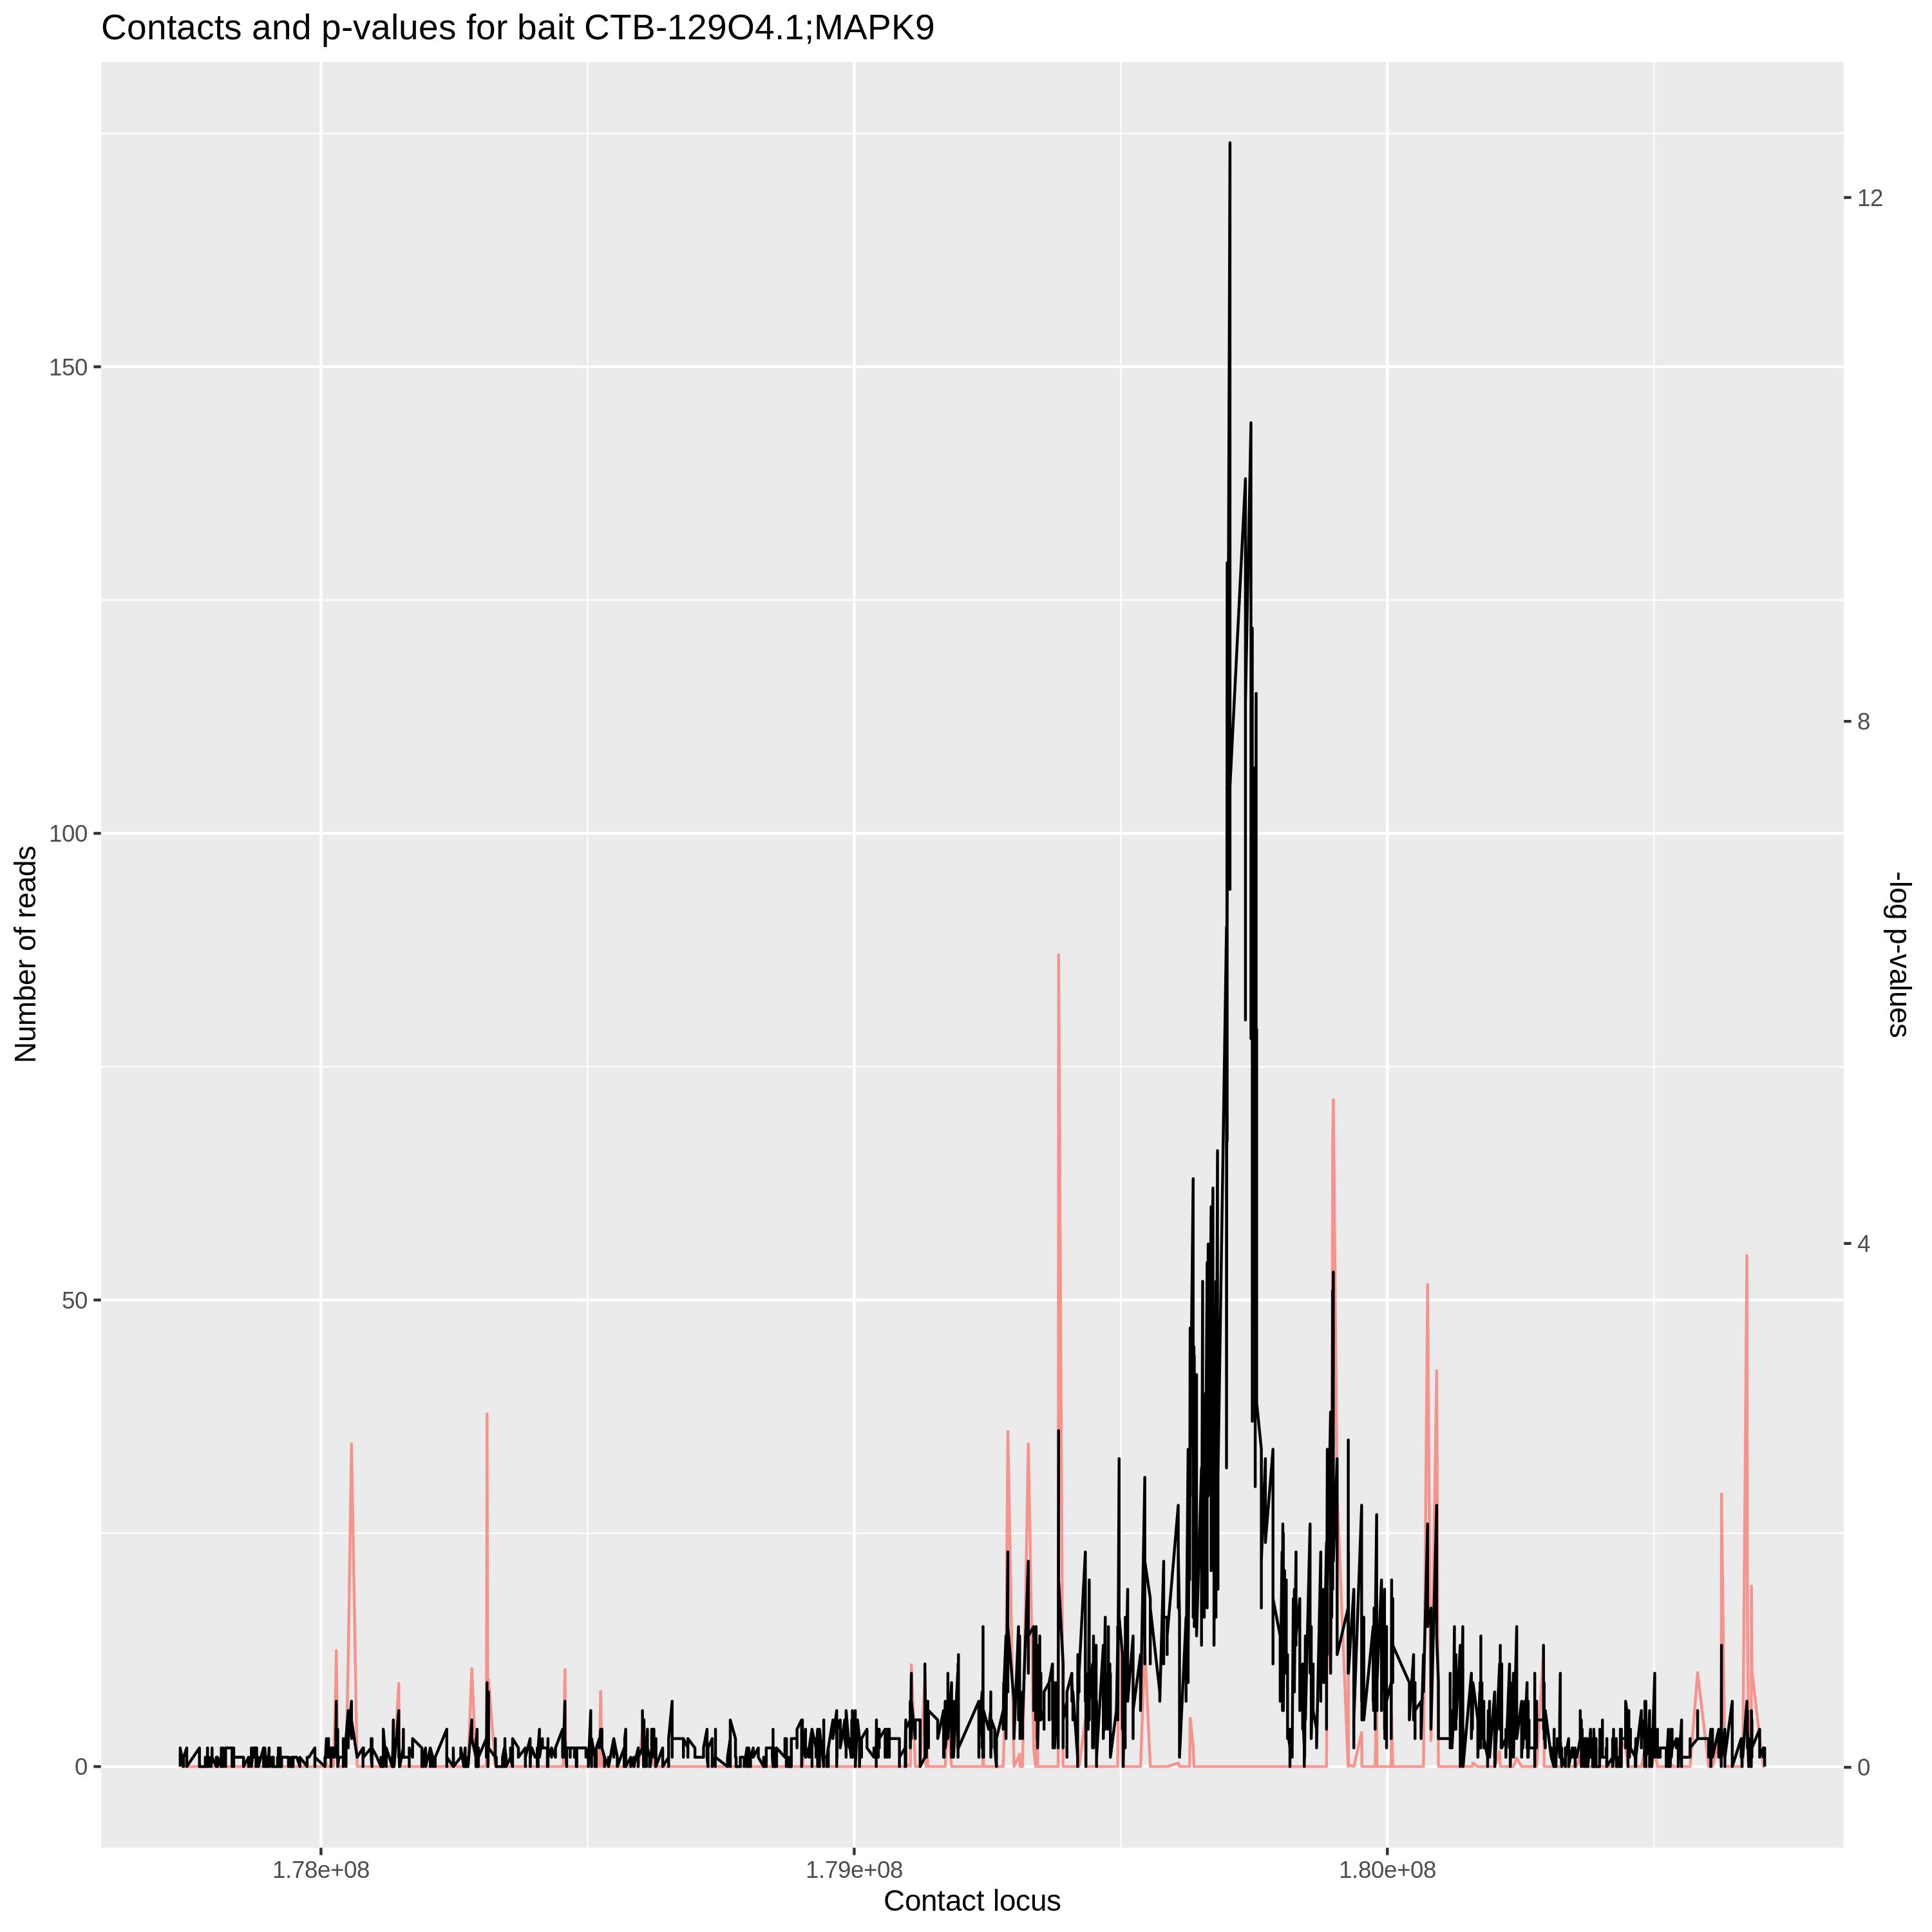 Contacts and p-values for bait CTB-129O4.1;MAPK9
150
100
50
0
12
8
4
0
Number of reads
-log p-values
1.78e+08
1.79e+08
1.80e+08
Contact locus